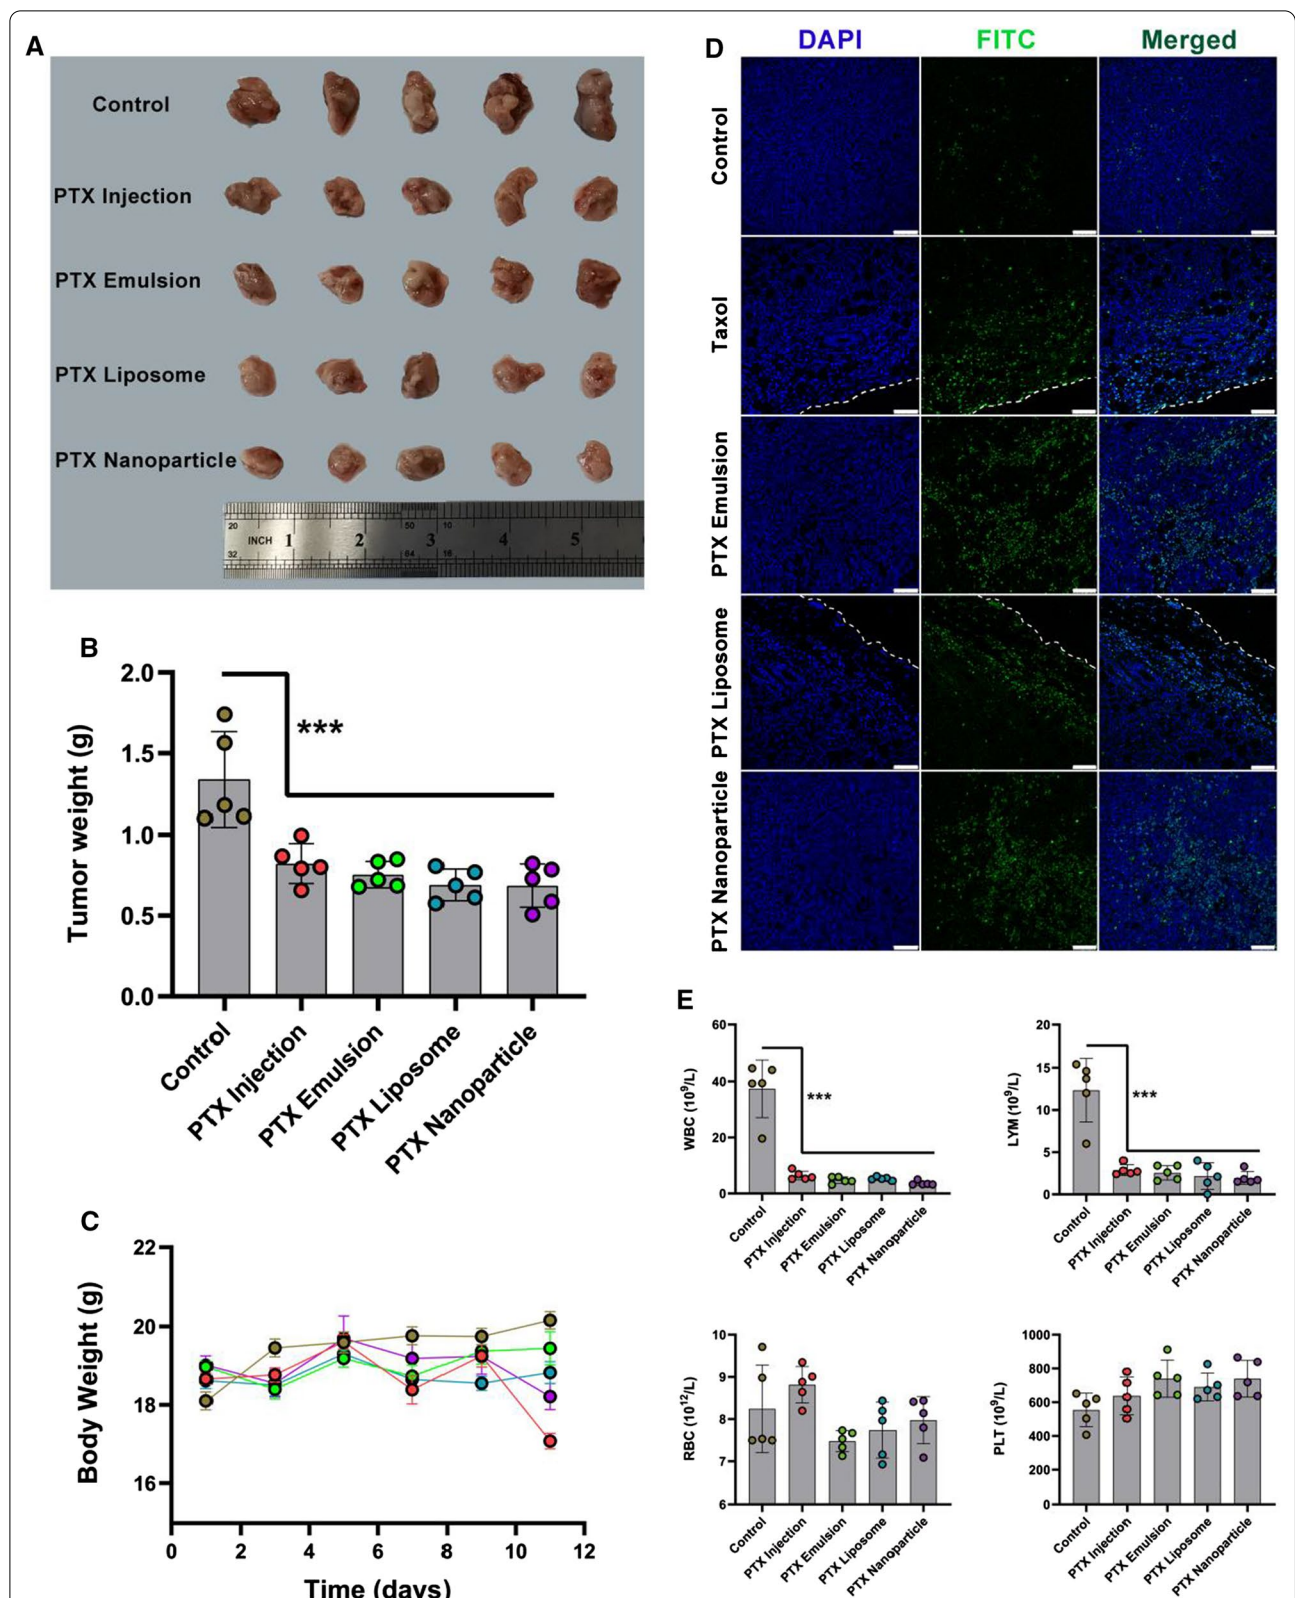 A
Control
PTX Injection
PTX Emulsion
PTX Liposome
PTX Nanoparticle
20
50
10
INCH 1 2 3 4 5
32
64
16
B
Tumor weight (g)
2.0
1.5
1.0
0.5
0.0
***
Control
PTX Injection
PTX Emulsion
PTX Liposome
PTX Nanoparticle
C
Body Weight (g)
22
20
18
16
0 2 4 6 8 10 12
Time (days)
D
DAPI FITC Merged
Control
Taxol
PTX Emulsion
PTX Liposome
PTX Nanoparticle
E
WBC (10⁹/L)
60
40
20
0
***
Control
PTX Injection
PTX Emulsion
PTX Liposome
PTX Nanoparticle
LYM (10⁹/L)
20
15
10
5
0
***
Control
PTX Injection
PTX Emulsion
PTX Liposome
PTX Nanoparticle
RBC (10¹²/L)
10
9
8
7
6
Control
PTX Injection
PTX Emulsion
PTX Liposome
PTX Nanoparticle
PLT (10⁹/L)
1000
800
600
400
200
0
Control
PTX Injection
PTX Emulsion
PTX Liposome
PTX Nanoparticle